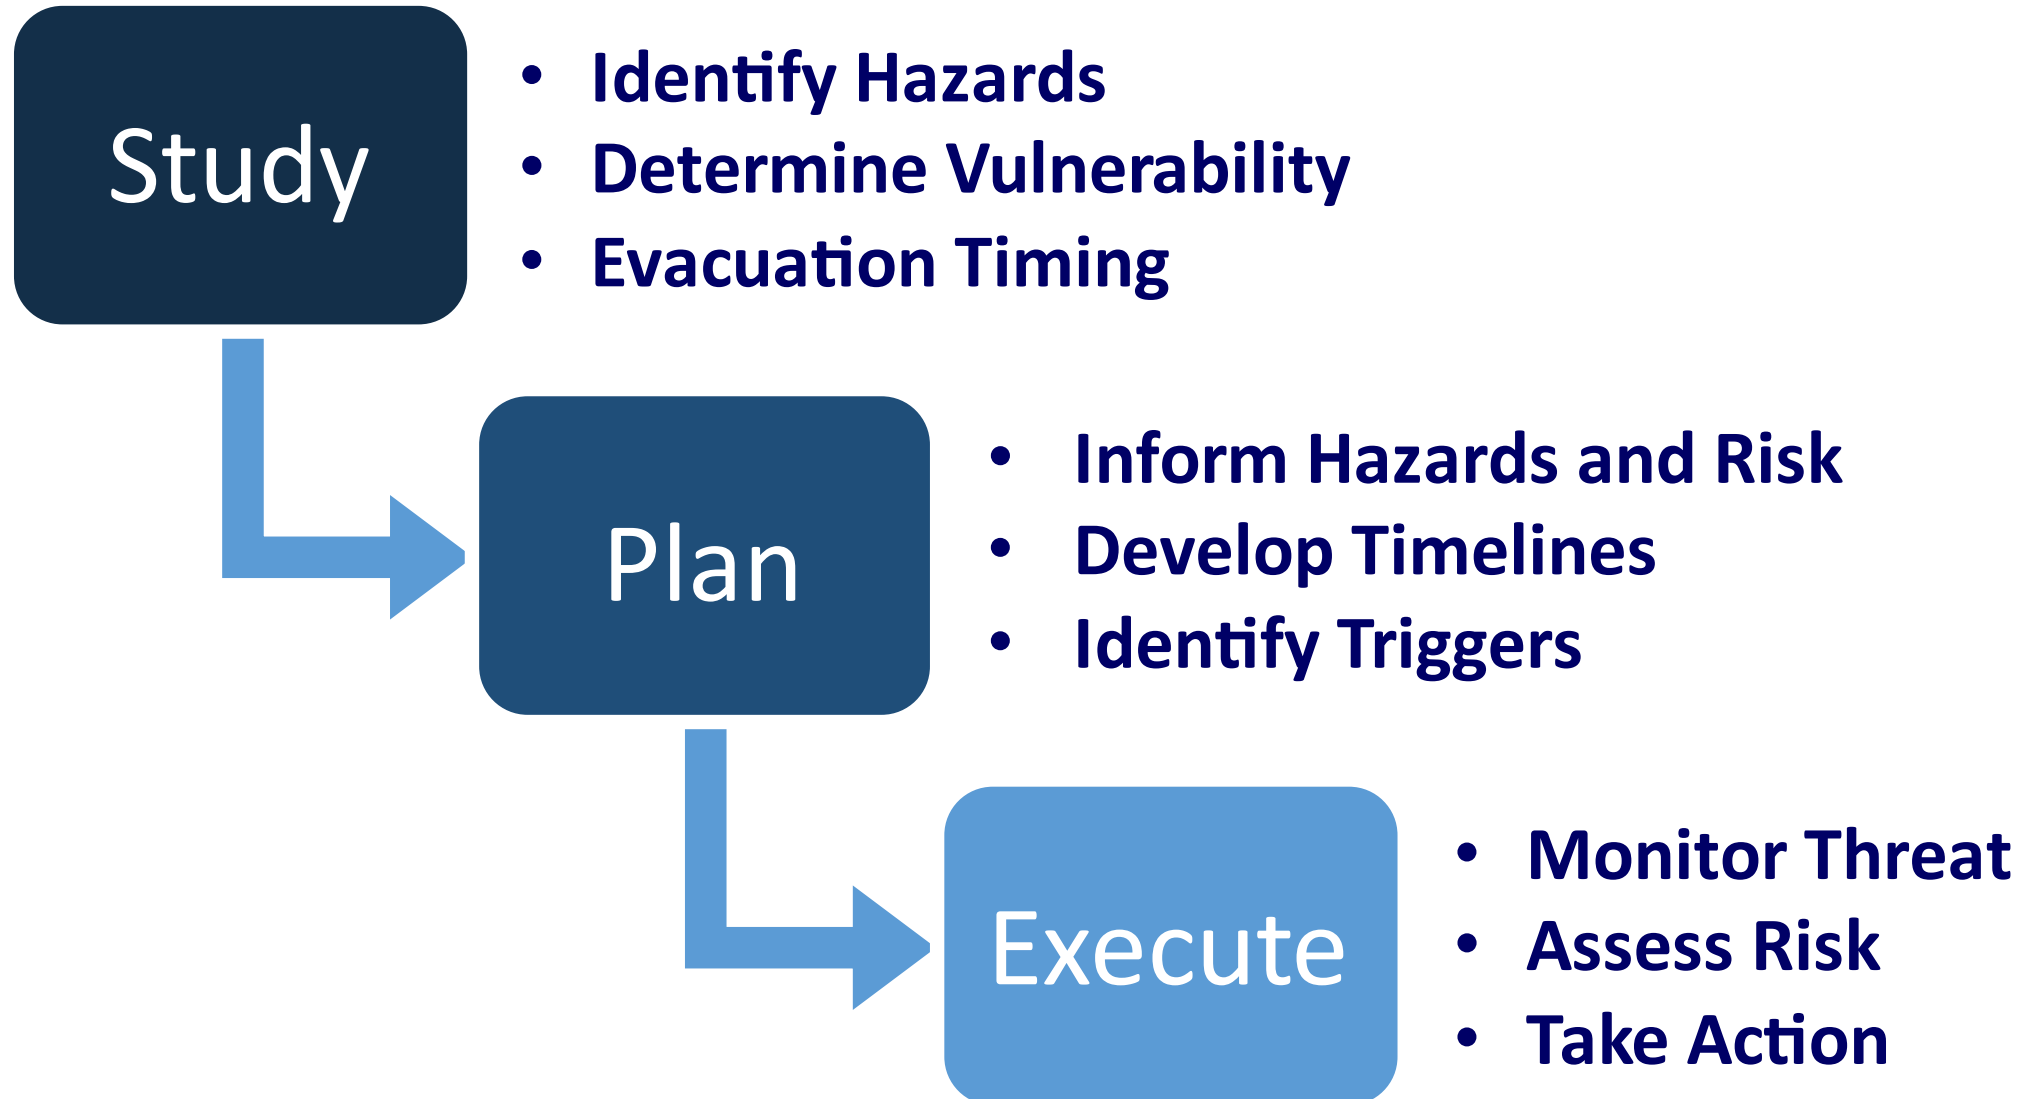 Study
• Identify Hazards
• Determine Vulnerability
• Evacuation Timing
Plan
• Inform Hazards and Risk
• Develop Timelines
• Identify Triggers
Execute
• Monitor Threat
• Assess Risk
• Take Action